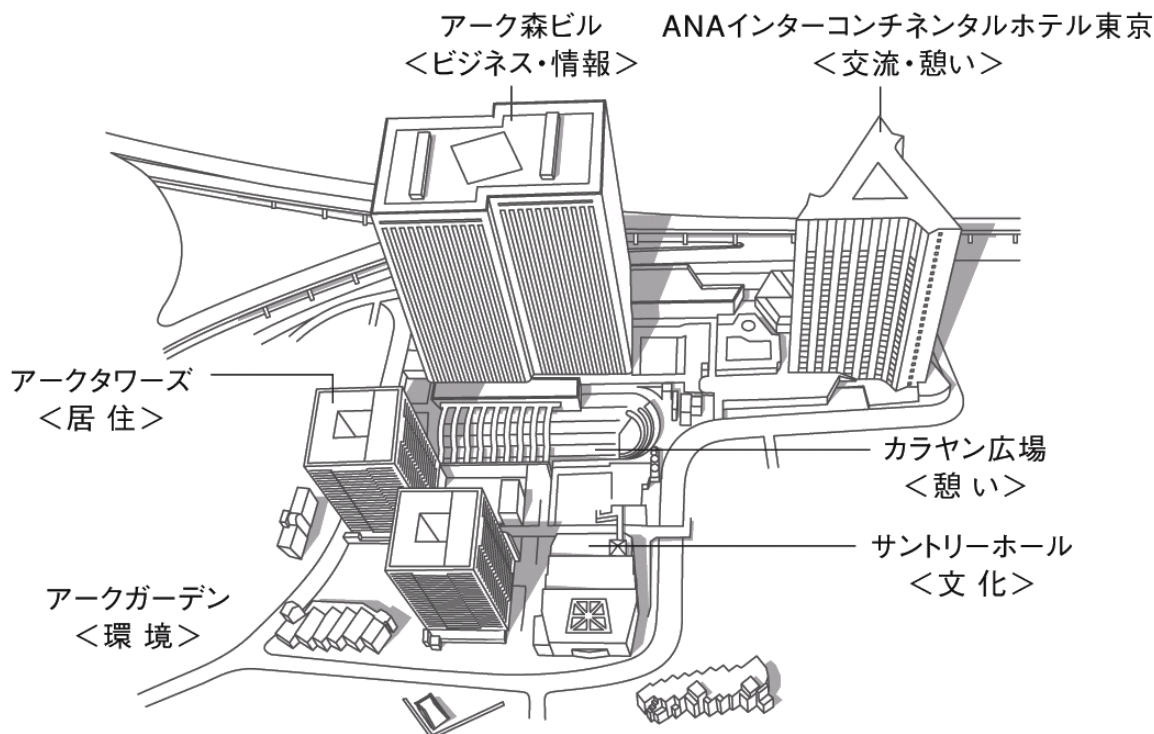 アーク森ビル
＜ビジネス・情報＞
ANAインターコンチネンタルホテル東京
＜交流・憩い＞
アークタワーズ
＜居 住＞
カラヤン広場
＜憩 い＞
サントリーホール
＜文 化＞
アークガーデン
＜環 境＞